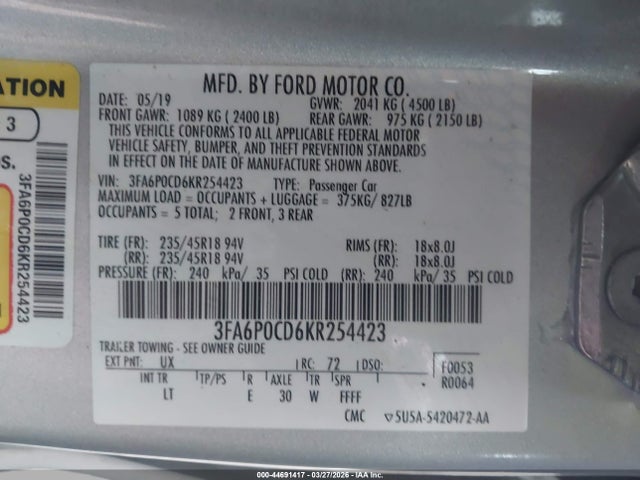 ATION
3
OS.
3FA6P0CD6KR254423
MFD. BY FORD MOTOR CO.
DATE: 05/19 GVWR: 2041 KG ( 4500 LB)
FRONT GAWR: 1089 KG ( 2400 LB) REAR GAWR: 975 KG ( 2150 LB)
THIS VEHICLE CONFORMS TO ALL APPLICABLE FEDERAL MOTOR
VEHICLE SAFETY, BUMPER, AND THEFT PREVENTION STANDARDS
IN EFFECT ON THE DATE OF MANUFACTURE SHOWN ABOVE.
VIN: 3FA6P0CD6KR254423 TYPE: Passenger Car
MAXIMUM LOAD = OCCUPANTS + LUGGAGE = 375KG/ 827LB
OCCUPANTS = 5 TOTAL; 2 FRONT, 3 REAR
TIRE (FR): 235/45R18 94V RIMS (FR): 18x8.0J
(RR): 235/45R18 94V (RR): 18x8.0J
PRESSURE (FR): 240 kPa/ 35 PSI COLD (RR): 240 kPa/ 35 PSI COLD
3FA6P0CD6KR254423
TRAILER TOWING - SEE OWNER GUIDE
EXT PNT: UX RC: 72 DSO: F0053
INT TR TP/PS R AXLE TR SPR R0064
LT E 30 W FFFF
CMC 5U5A-5420472-AA
000-44691417 | 03/27/2026 | ©IAA, Inc.